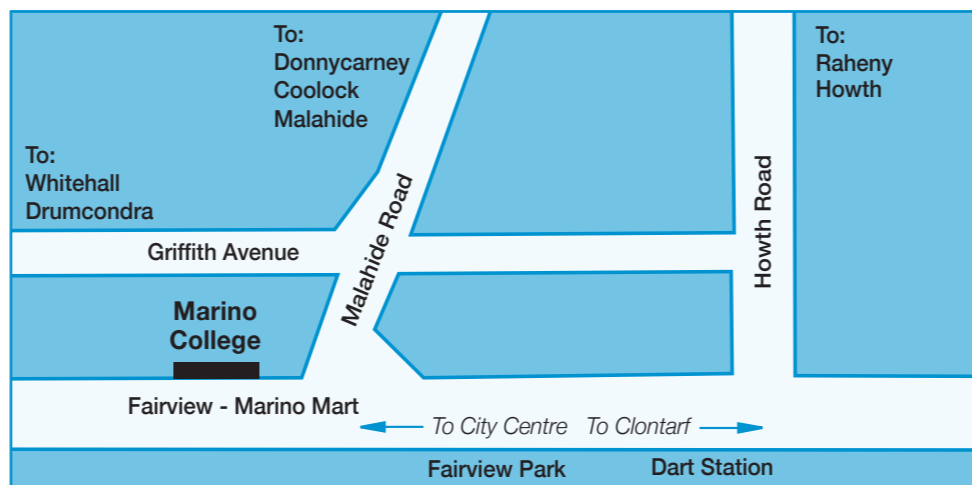 To:
Donnycarney
Coolock
Malahide
To:
Raheny
Howth
To:
Whitehall
Drumcondra
Griffith Avenue
Malahide Road
Howth Road
Marino
College
Fairview - Marino Mart
To City Centre To Clontarf
Fairview Park
Dart Station